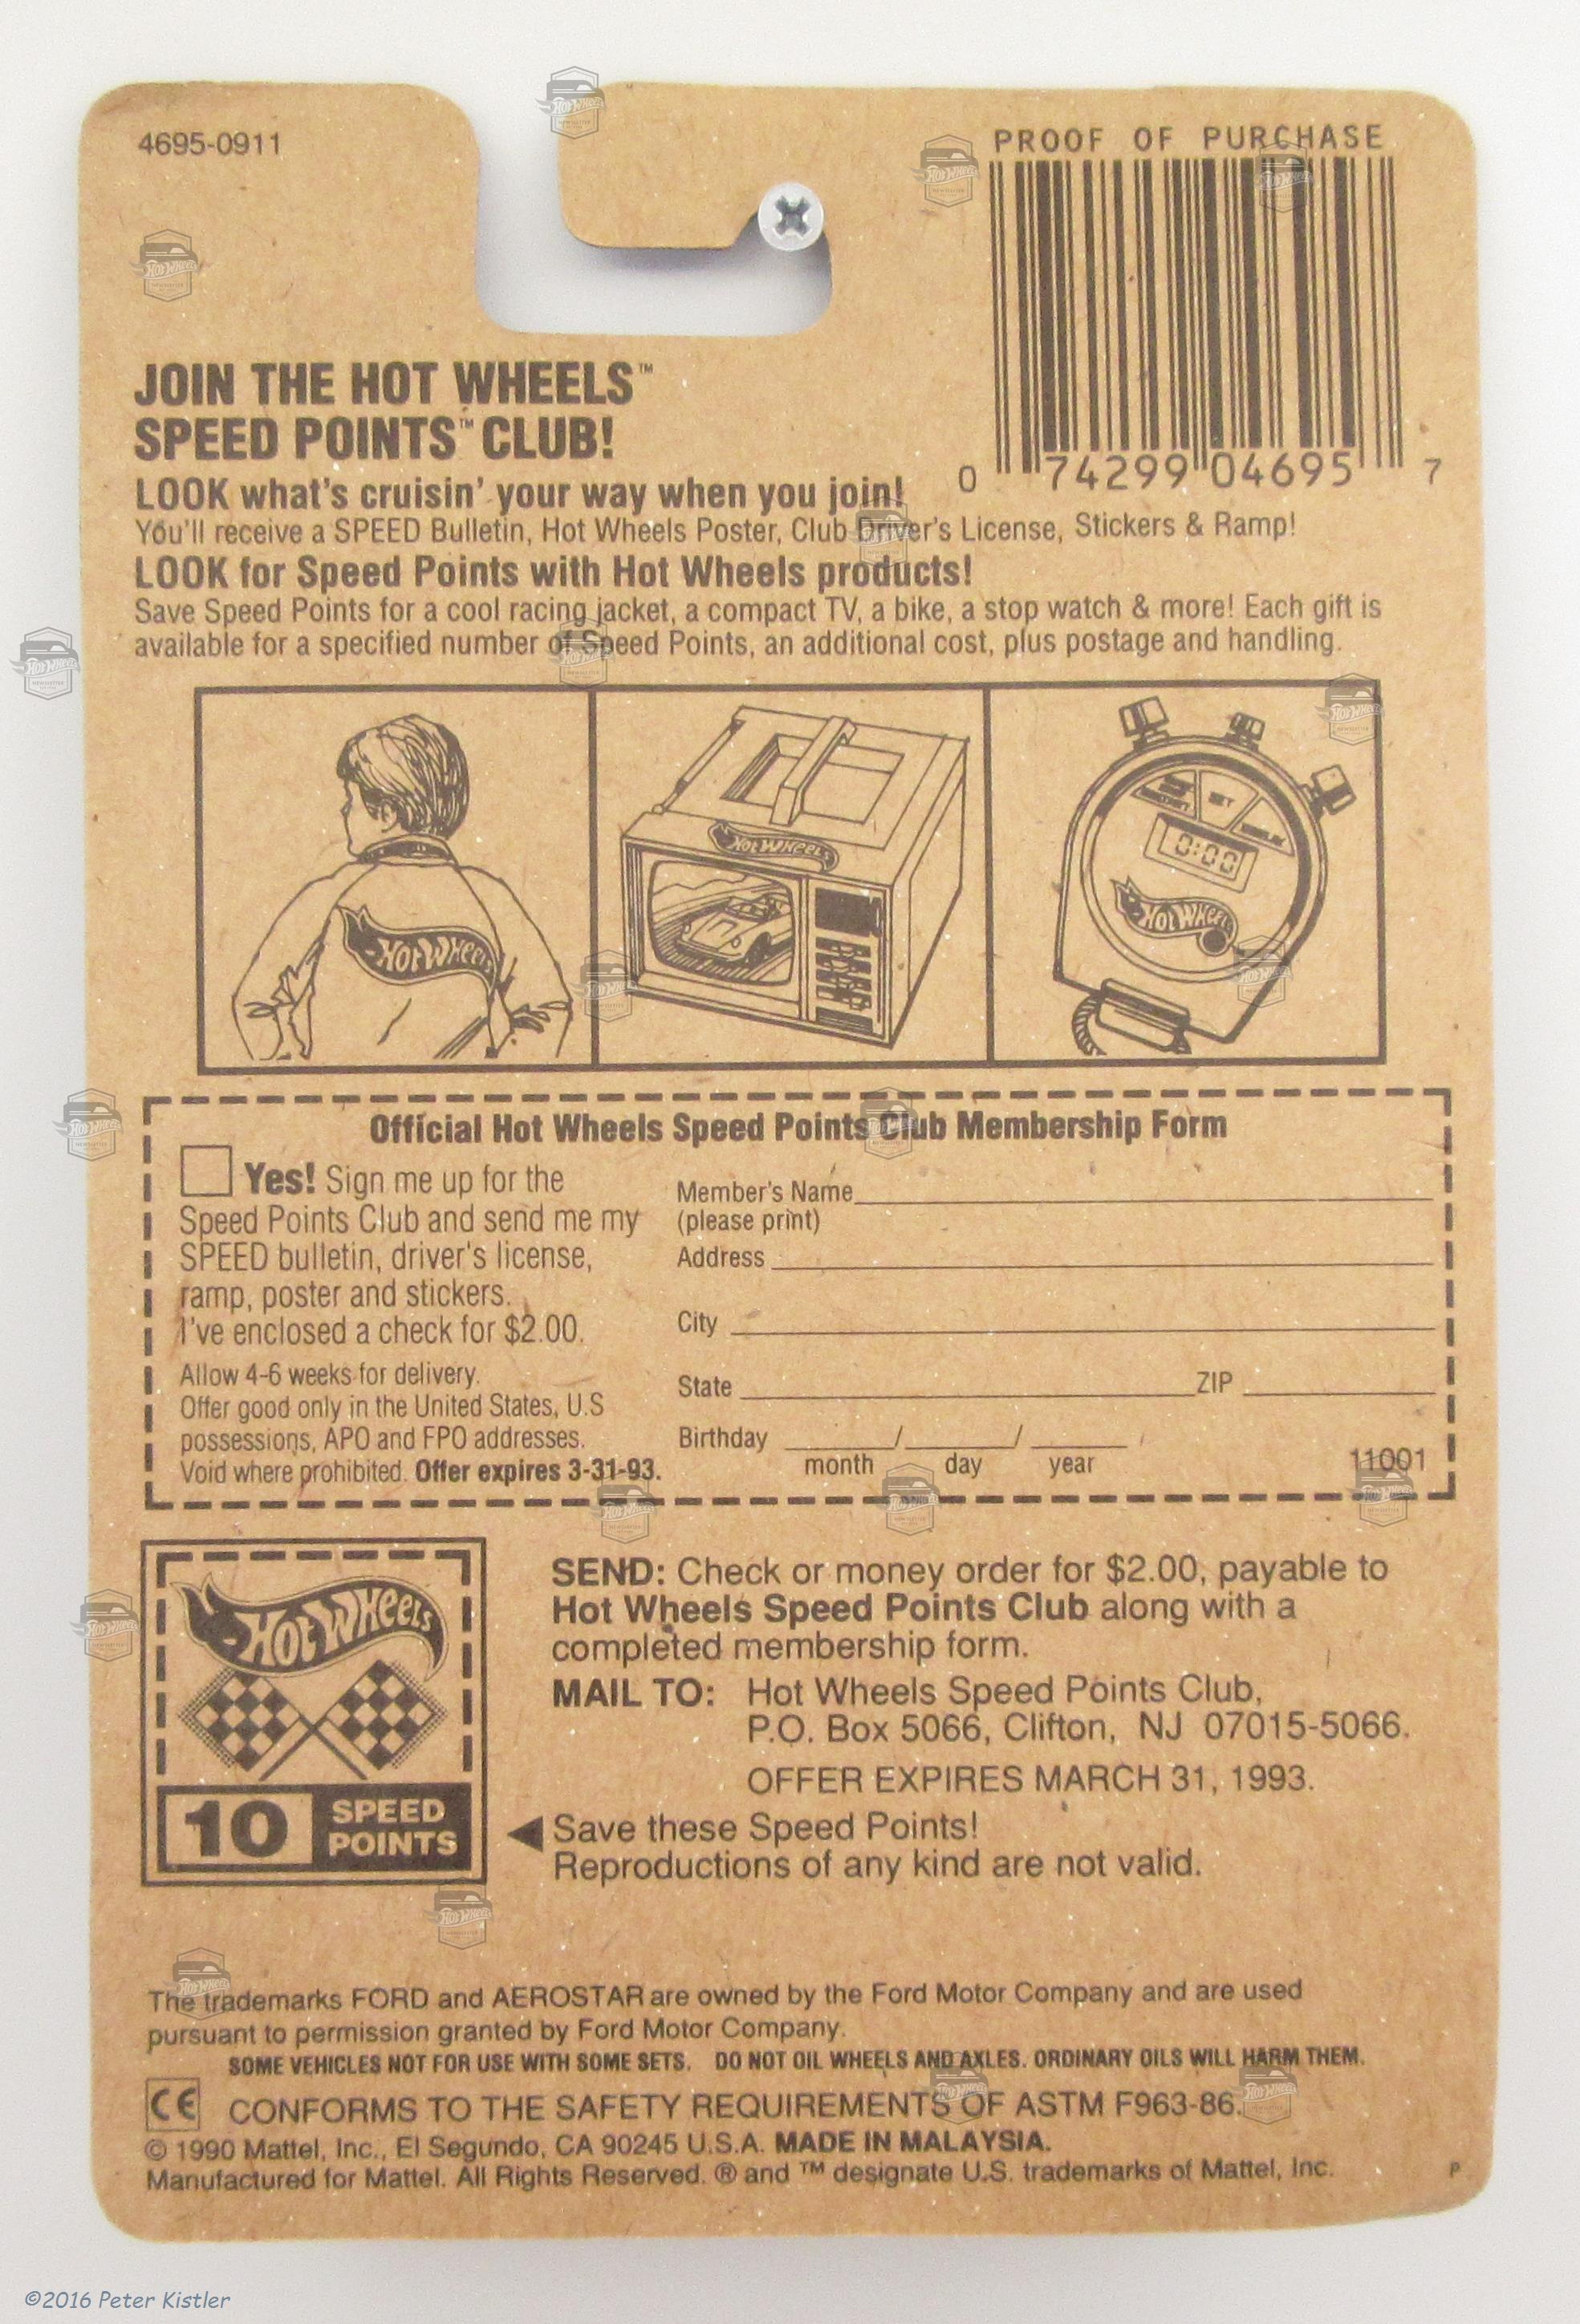 4695-0911
PROOF OF PURCHASE
0 74299 04695 7
JOIN THE HOT WHEELS™
SPEED POINTS™ CLUB!
LOOK what's cruisin' your way when you join!
You'll receive a SPEED Bulletin, Hot Wheels Poster, Club Driver's License, Stickers & Ramp!
LOOK for Speed Points with Hot Wheels products!
Save Speed Points for a cool racing jacket, a compact TV, a bike, a stop watch & more! Each gift is
available for a specified number of Speed Points, an additional cost, plus postage and handling.
HOT WHEELS
HOT WHEELS
SET
0:00
HOT WHEELS
Official Hot Wheels Speed Points Club Membership Form
Yes! Sign me up for the
Speed Points Club and send me my
SPEED bulletin, driver's license,
ramp, poster and stickers.
I've enclosed a check for $2.00.
Allow 4-6 weeks for delivery.
Offer good only in the United States, U.S
possessions, APO and FPO addresses.
Void where prohibited. Offer expires 3-31-93.
Member's Name
(please print)
Address
City
State ZIP
Birthday / /
month day year
11001
HOT WHEELS
10 SPEED
POINTS
SEND: Check or money order for $2.00, payable to
Hot Wheels Speed Points Club along with a
completed membership form.
MAIL TO: Hot Wheels Speed Points Club,
P.O. Box 5066, Clifton, NJ 07015-5066.
OFFER EXPIRES MARCH 31, 1993.
Save these Speed Points!
Reproductions of any kind are not valid.
The trademarks FORD and AEROSTAR are owned by the Ford Motor Company and are used
pursuant to permission granted by Ford Motor Company.
SOME VEHICLES NOT FOR USE WITH SOME SETS. DO NOT OIL WHEELS AND AXLES. ORDINARY OILS WILL HARM THEM.
CE CONFORMS TO THE SAFETY REQUIREMENTS OF ASTM F963-86.
© 1990 Mattel, Inc., El Segundo, CA 90245 U.S.A. MADE IN MALAYSIA.
Manufactured for Mattel. All Rights Reserved. ® and ™ designate U.S. trademarks of Mattel, Inc.
P
©2016 Peter Kistler